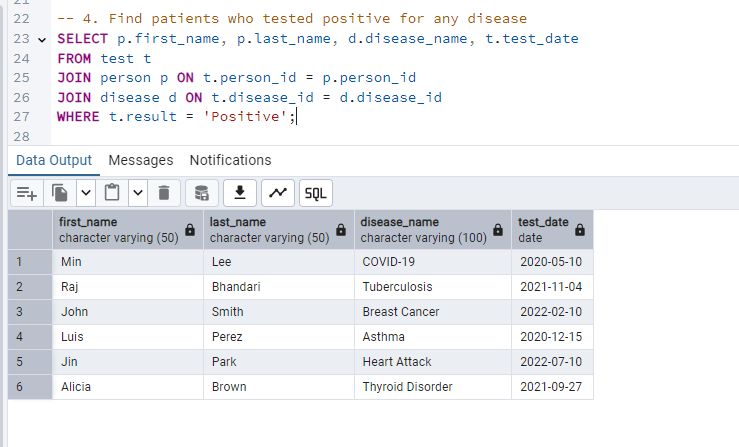 21
22 -- 4. Find patients who tested positive for any disease
23 SELECT p.first_name, p.last_name, d.disease_name, t.test_date
24 FROM test t
25 JOIN person p ON t.person_id = p.person_id
26 JOIN disease d ON t.disease_id = d.disease_id
27 WHERE t.result = 'Positive';
28
Data Output Messages Notifications
SQL
first_name last_name disease_name test_date
character varying (50) character varying (50) character varying (100) date
1 Min Lee COVID-19 2020-05-10
2 Raj Bhandari Tuberculosis 2021-11-04
3 John Smith Breast Cancer 2022-02-10
4 Luis Perez Asthma 2020-12-15
5 Jin Park Heart Attack 2022-07-10
6 Alicia Brown Thyroid Disorder 2021-09-27